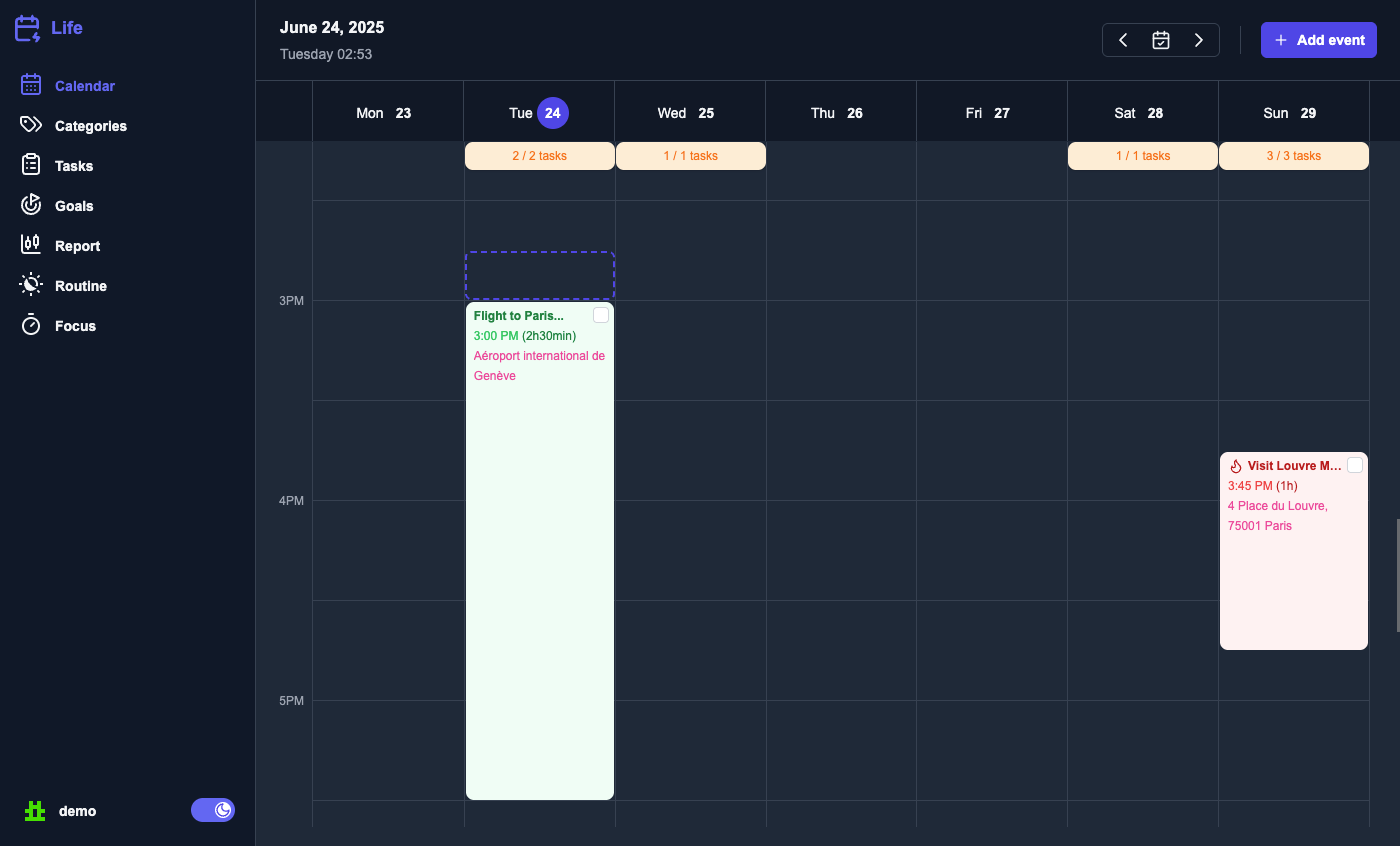 Life
Calendar
Categories
Tasks
Goals
Report
Routine
Focus
demo
June 24, 2025
Tuesday 02:53
Add event
Mon 23
Tue 24
Wed 25
Thu 26
Fri 27
Sat 28
Sun 29
2 / 2 tasks
1 / 1 tasks
1 / 1 tasks
3 / 3 tasks
3PM
4PM
5PM
Flight to Paris...
3:00 PM (2h30min)
Aéroport international de
Genève
Visit Louvre M...
3:45 PM (1h)
4 Place du Louvre,
75001 Paris